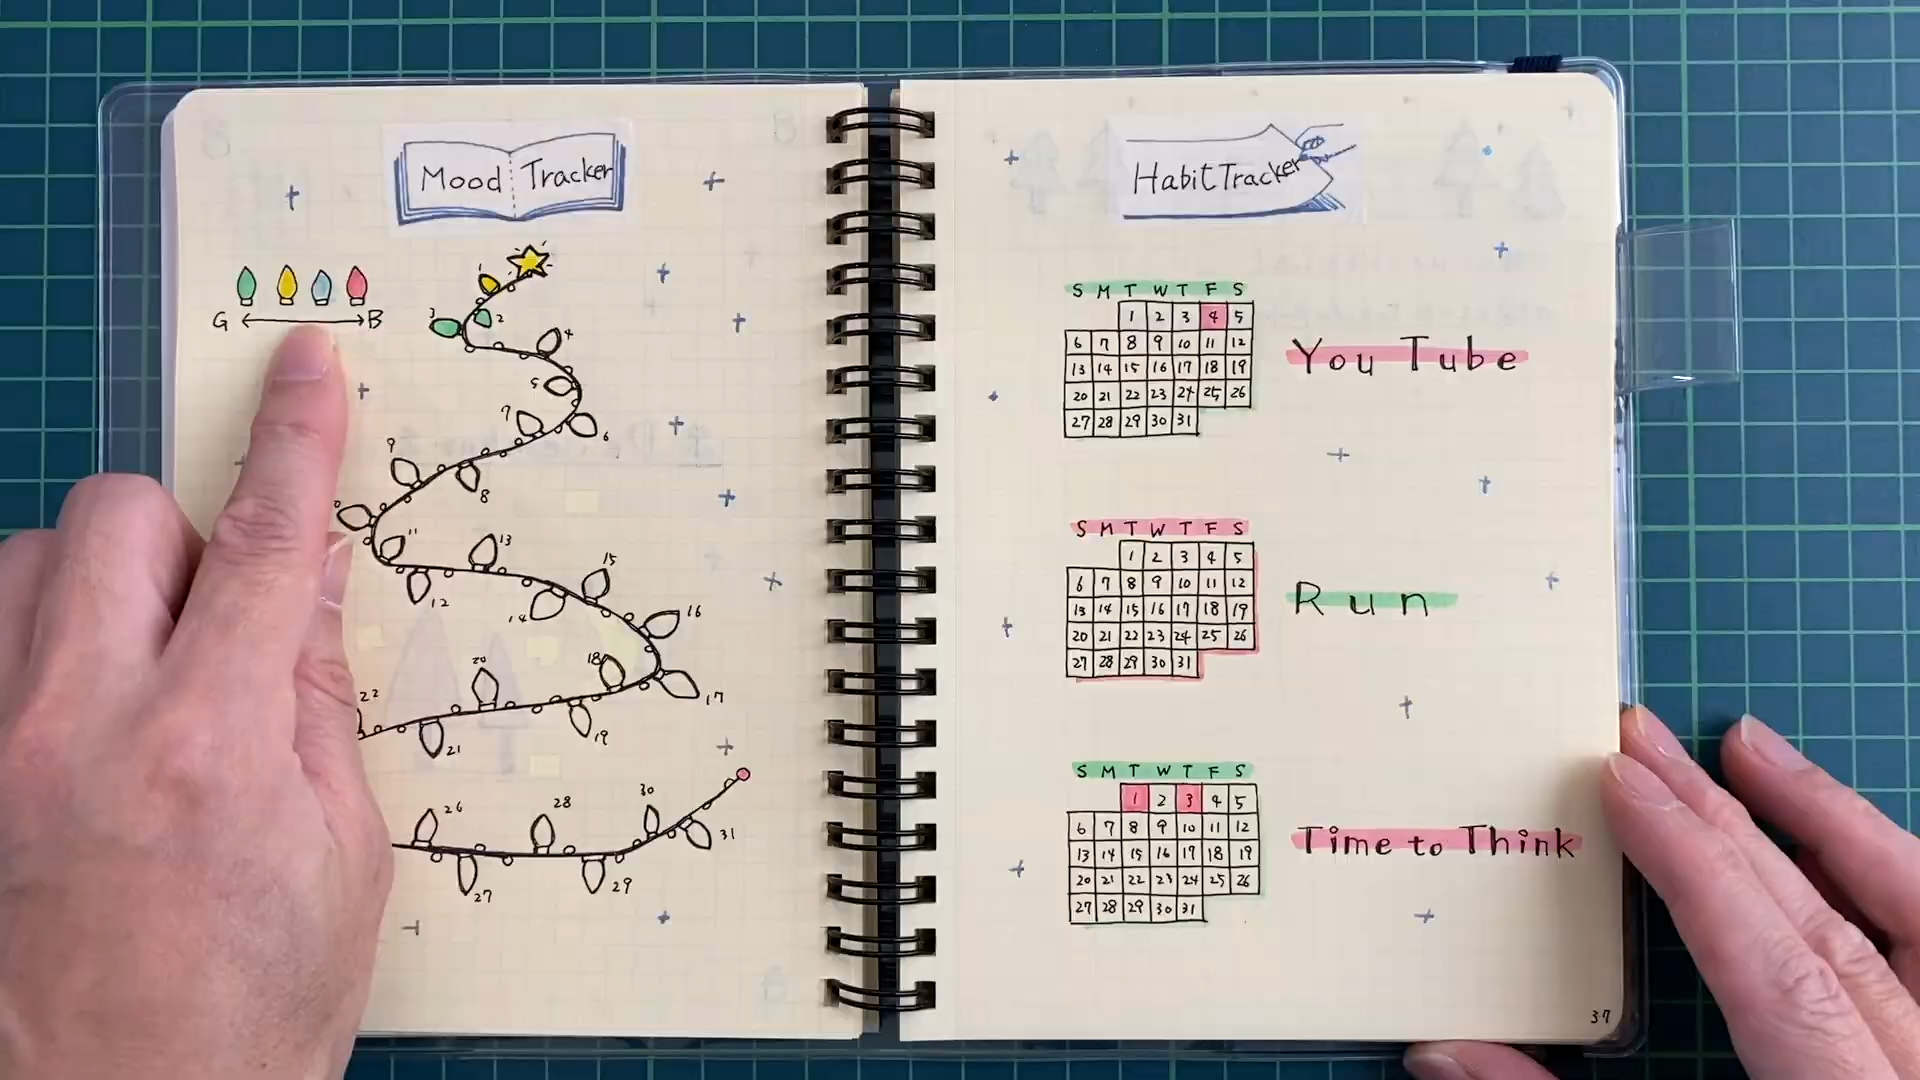 Mood Tracker
G B
1
2
3
4
5
6
7
8
9
11
12
13
14
15
16
17
18
19
20
21
22
26
27
28
29
30
31
Habit Tracker
S M T W T F S
1 2 3 4 5
6 7 8 9 10 11 12
13 14 15 16 17 18 19
20 21 22 23 24 25 26
27 28 29 30 31
You Tube
S M T W T F S
1 2 3 4 5
6 7 8 9 10 11 12
13 14 15 16 17 18 19
20 21 22 23 24 25 26
27 28 29 30 31
Run
S M T W T F S
1 2 3 4 5
6 7 8 9 10 11 12
13 14 15 16 17 18 19
20 21 22 23 24 25 26
27 28 29 30 31
Time to Think
37